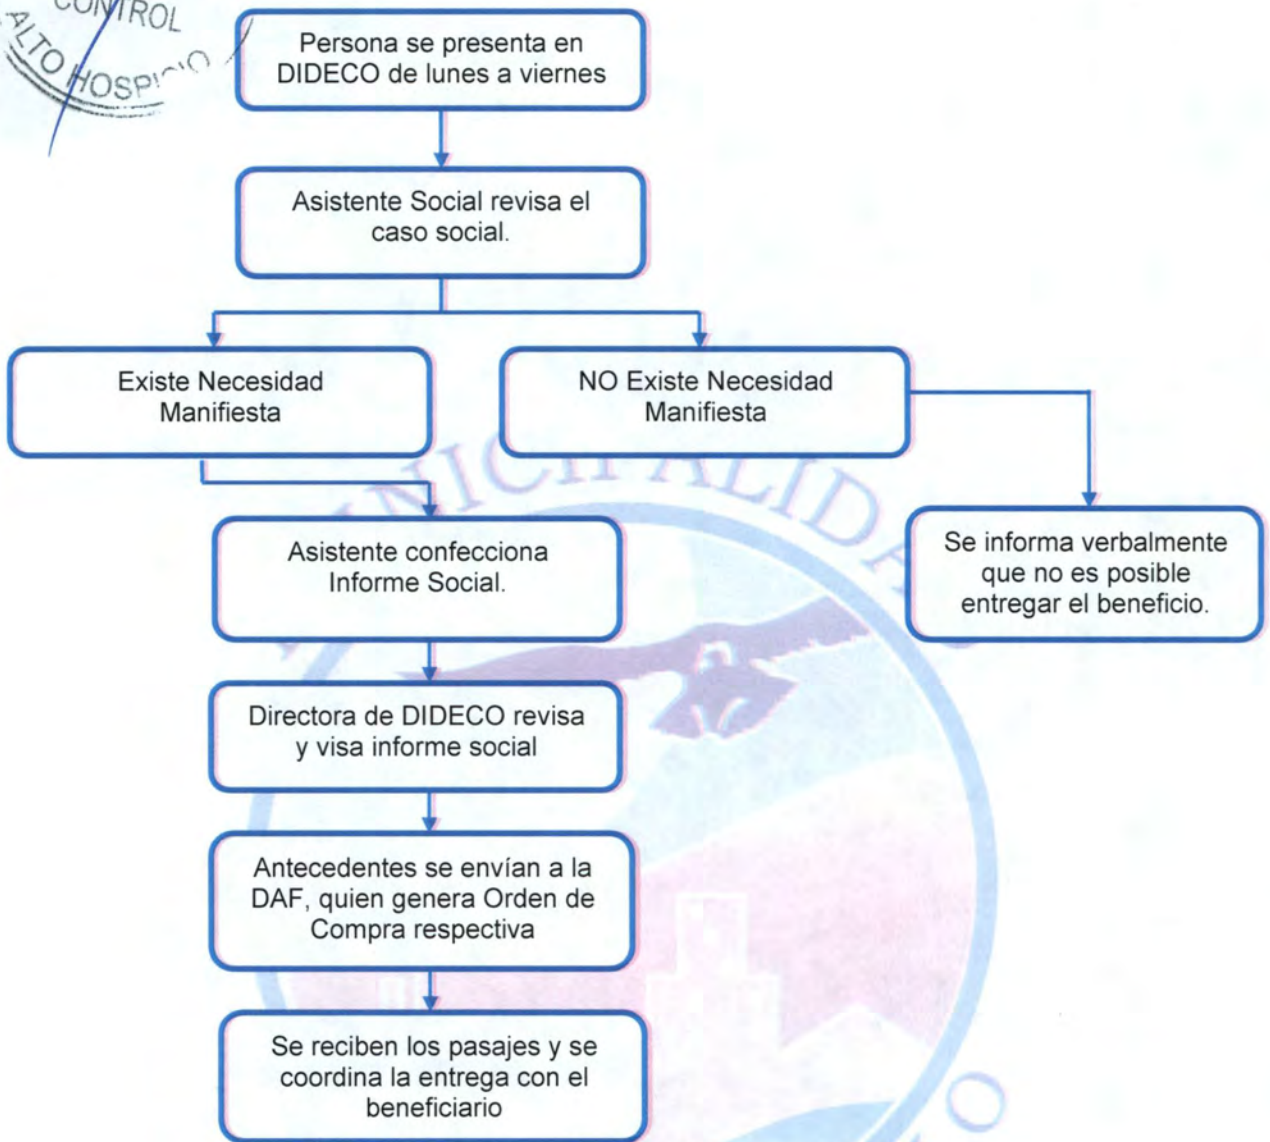 CONTROL
ALTO HOSPICIO
Persona se presenta en
DIDECO de lunes a viernes
Asistente Social revisa el
caso social.
Existe Necesidad
Manifiesta
NO Existe Necesidad
Manifiesta
Asistente confecciona
Informe Social.
Se informa verbalmente
que no es posible
entregar el beneficio.
Directora de DIDECO revisa
y visa informe social
Antecedentes se envían a la
DAF, quien genera Orden de
Compra respectiva
Se reciben los pasajes y se
coordina la entrega con el
beneficiario